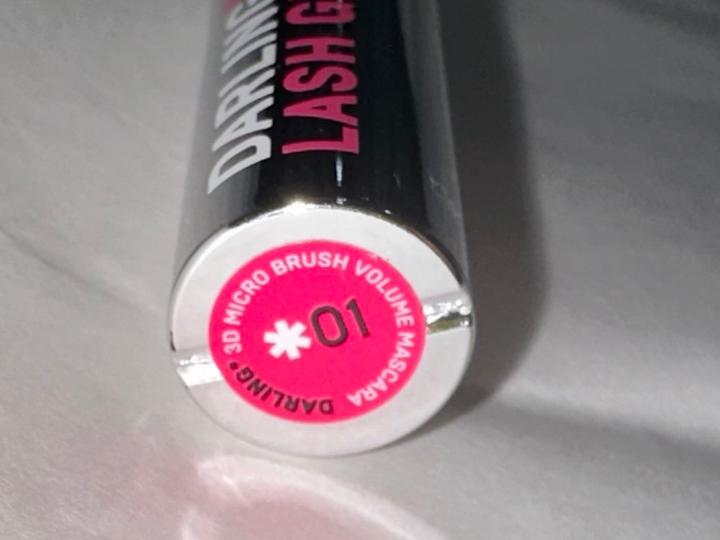 DARLING*
LASH G
3D MICRO BRUSH VOLUME MASCARA
DARLING*
*01